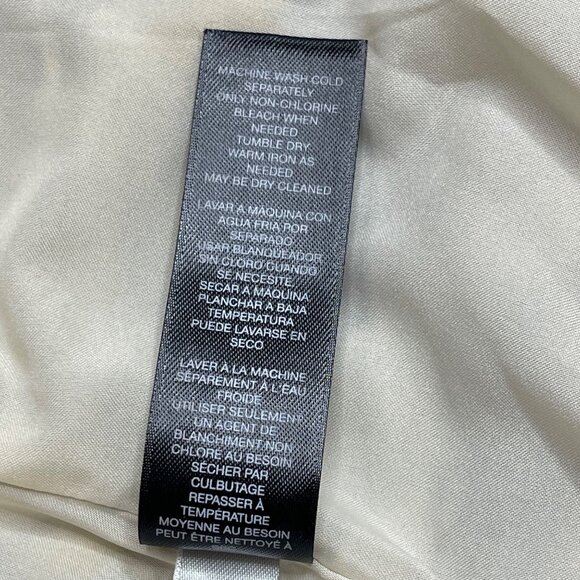 MACHINE WASH COLD
SEPARATELY
ONLY NON-CHLORINE
BLEACH WHEN
NEEDED
TUMBLE DRY
WARM IRON AS
NEEDED
MAY BE DRY CLEANED
LAVAR A MAQUINA CON
AGUA FRIA POR
SEPARADO
USAR BLANQUEADOR
SIN CLORO CUANDO
SE NECESITE
SECAR A MAQUINA
PLANCHAR A BAJA
TEMPERATURA
PUEDE LAVARSE EN
SECO
LAVER À LA MACHINE
SÉPARÉMENT À L'EAU
FROIDE
UTILISER SEULEMENT
UN AGENT DE
BLANCHIMENT NON
CHLORÉ AU BESOIN
SÉCHER PAR
CULBUTAGE
REPASSER À
TEMPÉRATURE
MOYENNE AU BESOIN
PEUT ÊTRE NETTOYÉ À